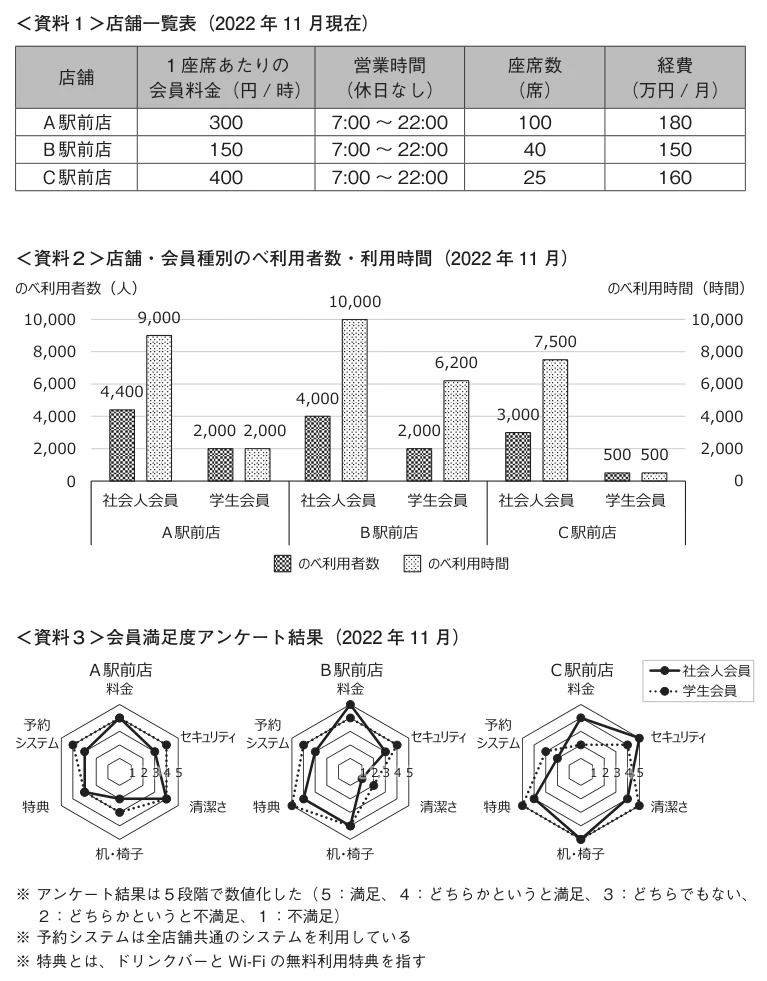 ＜資料１＞店舗一覧表（2022 年 11 月現在）
店舗 １座席あたりの会員料金（円 / 時） 営業時間（休日なし） 座席数（席） 経費（万円 / 月）
Ａ駅前店 300 7:00 ～ 22:00 100 180
Ｂ駅前店 150 7:00 ～ 22:00 40 150
Ｃ駅前店 400 7:00 ～ 22:00 25 160
＜資料２＞店舗・会員種別のべ利用者数・利用時間（2022 年 11 月）
のべ利用者数（人） のべ利用時間（時間）
10,000 9,000 10,000 10,000
8,000 7,500 8,000
6,000 6,200 6,000
4,000 4,400 4,000 3,000 4,000
2,000 2,000 2,000 2,000 500 500 2,000
0 0
社会人会員 学生会員 社会人会員 学生会員 社会人会員 学生会員
Ａ駅前店 Ｂ駅前店 Ｃ駅前店
のべ利用者数 のべ利用時間
＜資料３＞会員満足度アンケート結果（2022 年 11 月）
Ａ駅前店 Ｂ駅前店 Ｃ駅前店
社会人会員
学生会員
料金 料金 料金
予約システム セキュリティ 予約システム セキュリティ 予約システム セキュリティ
1 2 3 4 5 1 2 3 4 5 1 2 3 4 5
特典 清潔さ 特典 清潔さ 特典 清潔さ
机・椅子 机・椅子 机・椅子
※ アンケート結果は５段階で数値化した（５：満足、４：どちらかというと満足、３：どちらでもない、
２：どちらかというと不満足、１：不満足）
※ 予約システムは全店舗共通のシステムを利用している
※ 特典とは、ドリンクバーと Wi-Fi の無料利用特典を指す